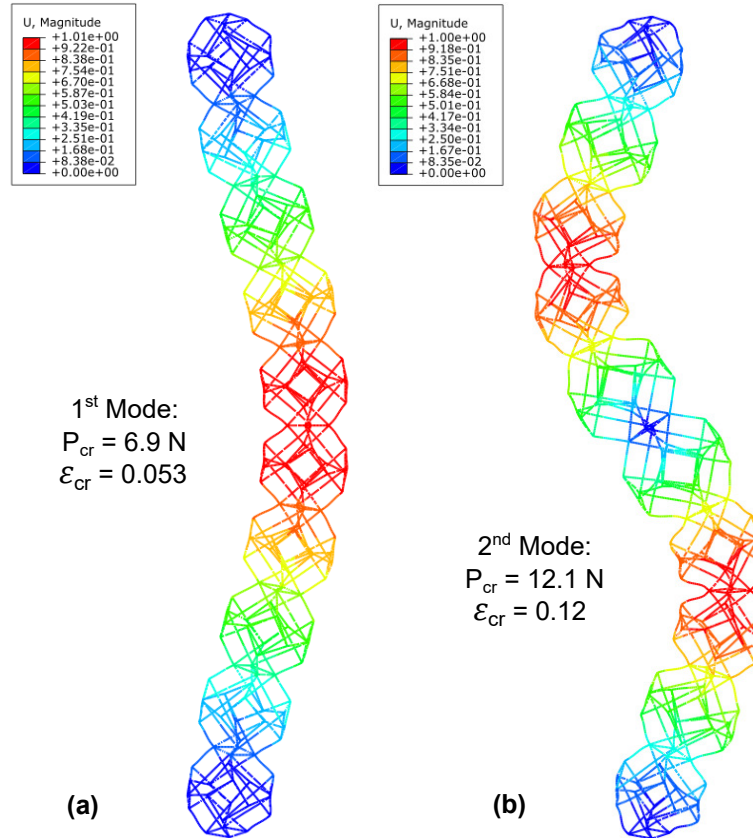 U, Magnitude
+1.01e+00
+9.22e-01
+8.38e-01
+7.54e-01
+6.70e-01
+5.87e-01
+5.03e-01
+4.19e-01
+3.35e-01
+2.51e-01
+1.68e-01
+8.38e-02
+0.00e+00
1st Mode:
Pcr = 6.9 N
Ɛcr = 0.053
(a)
U, Magnitude
+1.00e+00
+9.18e-01
+8.35e-01
+7.51e-01
+6.68e-01
+5.84e-01
+5.01e-01
+4.17e-01
+3.34e-01
+2.50e-01
+1.67e-01
+8.35e-02
+0.00e+00
2nd Mode:
Pcr = 12.1 N
Ɛcr = 0.12
(b)